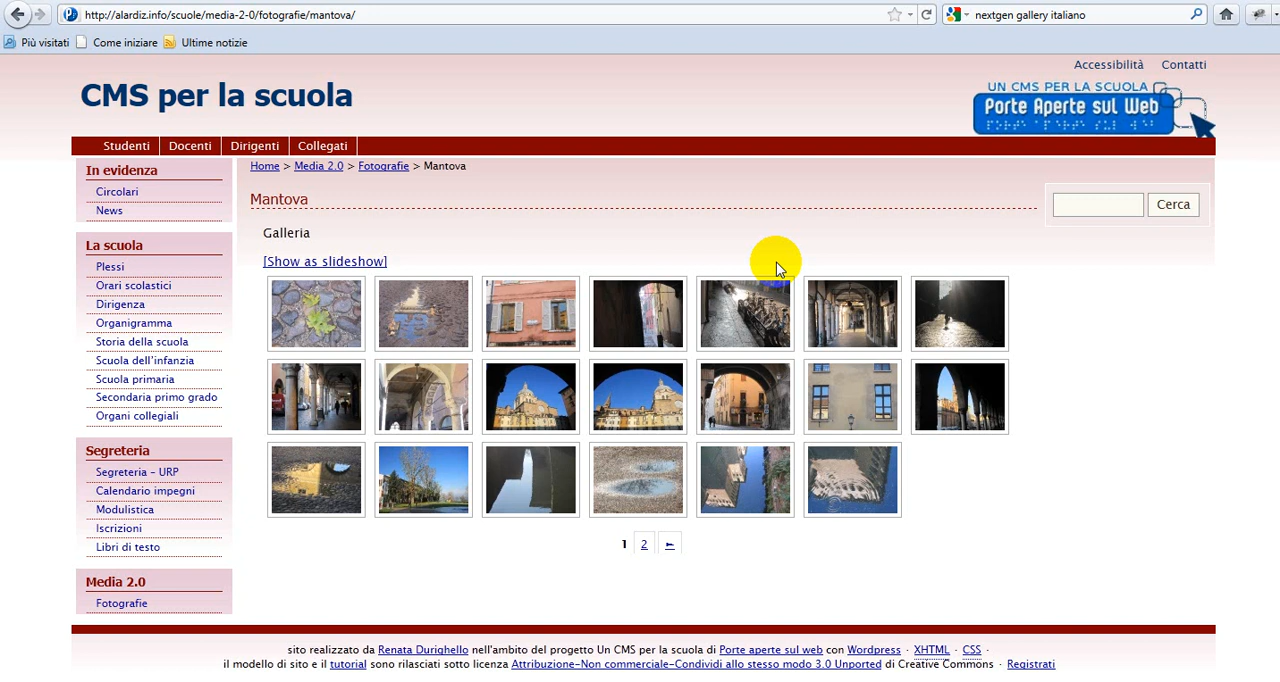 http://alardiz.info/scuole/media-2-0/fotografie/mantova/
nextgen gallery italiano
Più visitati Come iniziare Ultime notizie
Accessibilità Contatti
CMS per la scuola
UN CMS PER LA SCUOLA
Porte Aperte sul Web
Studenti Docenti Dirigenti Collegati
In evidenza
Circolari
News
La scuola
Plessi
Orari scolastici
Dirigenza
Organigramma
Storia della scuola
Scuola dell'infanzia
Scuola primaria
Secondaria primo grado
Organi collegiali
Segreteria
Segreteria – URP
Calendario impegni
Modulistica
Iscrizioni
Libri di testo
Media 2.0
Fotografie
Home > Media 2.0 > Fotografie > Mantova
Mantova
Cerca
Galleria
[Show as slideshow]
1 2 ►
sito realizzato da Renata Durighello nell'ambito del progetto Un CMS per la scuola di Porte aperte sul web con Wordpress · XHTML · CSS ·
il modello di sito e il tutorial sono rilasciati sotto licenza Attribuzione-Non commerciale-Condividi allo stesso modo 3.0 Unported di Creative Commons · Registrati